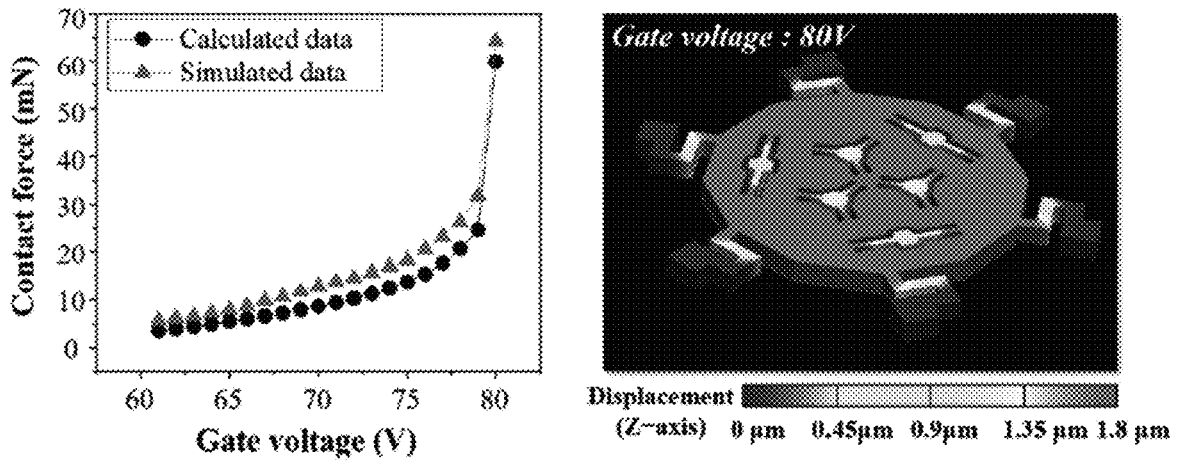 70
60
50
40
30
20
10
0
Contact force (mN)
Calculated data
Simulated data
60 65 70 75 80
Gate voltage (V)
Gate voltage : 80V
Displacement
(Z-axis) 0 μm 0.45μm 0.9μm 1.35 μm 1.8 μm